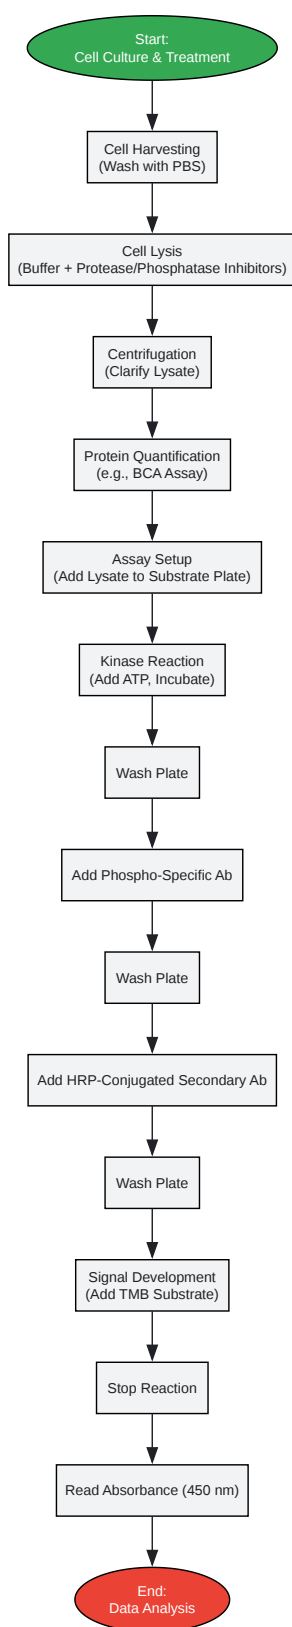 Start:
Cell Culture & Treatment
Cell Harvesting
(Wash with PBS)
Cell Lysis
(Buffer + Protease/Phosphatase Inhibitors)
Centrifugation
(Clarify Lysate)
Protein Quantification
(e.g., BCA Assay)
Assay Setup
(Add Lysate to Substrate Plate)
Kinase Reaction
(Add ATP, Incubate)
Wash Plate
Add Phospho-Specific Ab
Wash Plate
Add HRP-Conjugated Secondary Ab
Wash Plate
Signal Development
(Add TMB Substrate)
Stop Reaction
Read Absorbance (450 nm)
End:
Data Analysis